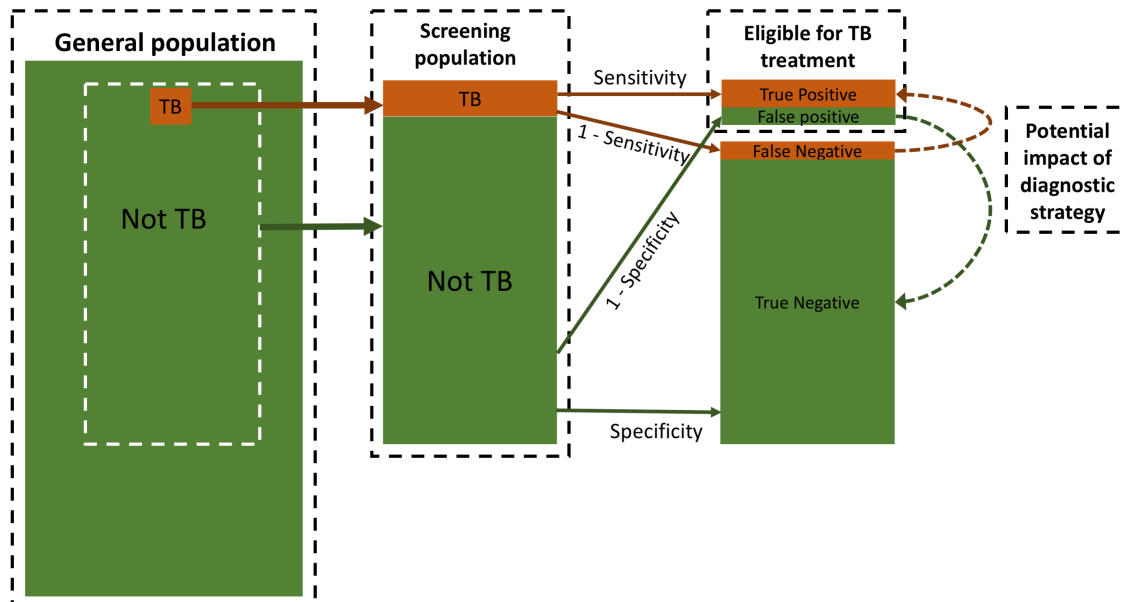 General population
TB
Not TB
Screening
population
TB
Not TB
Sensitivity
1 - Sensitivity
1 - Specificity
Specificity
Eligible for TB
treatment
True Positive
False positive
False Negative
True Negative
Potential
impact of
diagnostic
strategy